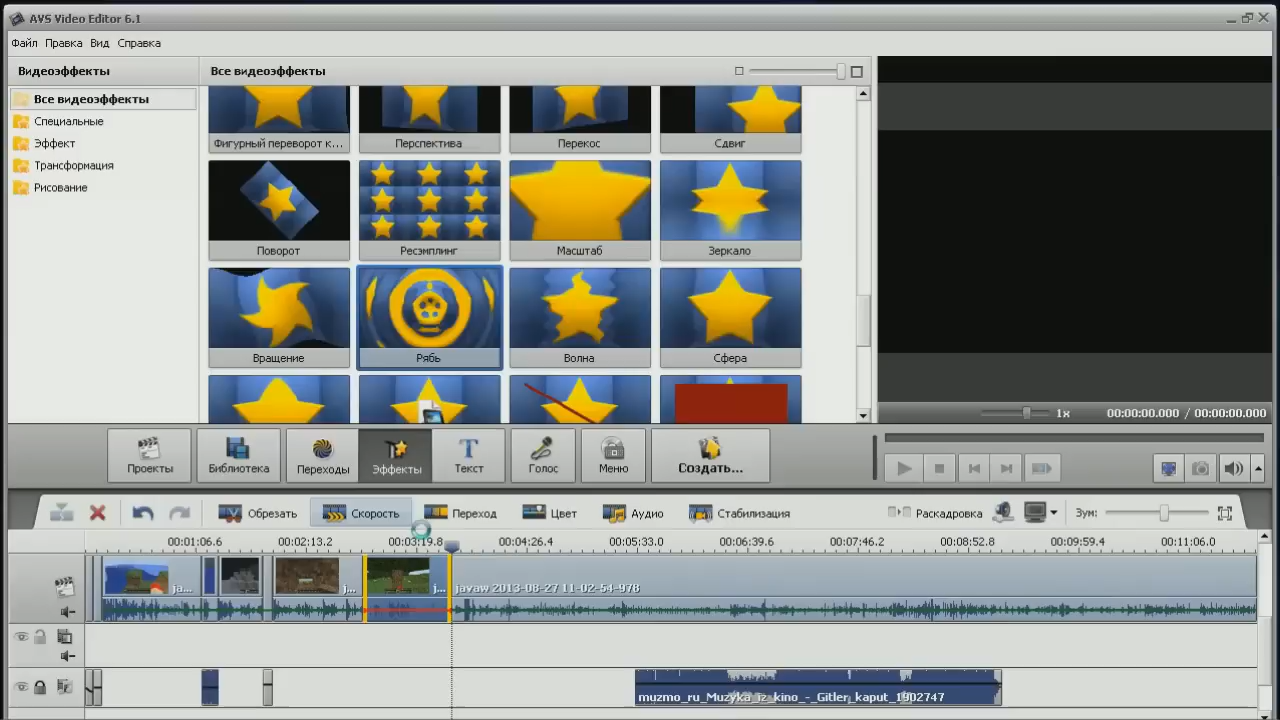 AVS Video Editor 6.1
Файл Правка Вид Справка
Видеоэффекты
Все видеоэффекты
Все видеоэффекты
Специальные
Эффект
Трансформация
Рисование
Фигурный переворот к...
Перспектива
Перекос
Сдвиг
Поворот
Ресэмплинг
Масштаб
Зеркало
Вращение
Рябь
Волна
Сфера
1x
00:00:00.000 / 00:00:00.000
Проекты
Библиотека
Переходы
Эффекты
Текст
Голос
Меню
Создать...
Обрезать
Скорость
Переход
Цвет
Аудио
Стабилизация
Раскадровка
Зум:
00:01:06.6 00:02:13.2 00:03:19.8 00:04:26.4 00:05:33.0 00:06:39.6 00:07:46.2 00:08:52.8 00:09:59.4 00:11:06.0
ja...
j...
j...
javaw 2013-08-27 11-02-54-978
muzmo_ru_Muzyka_iz_kino_-_Gitler_kaput_1902747